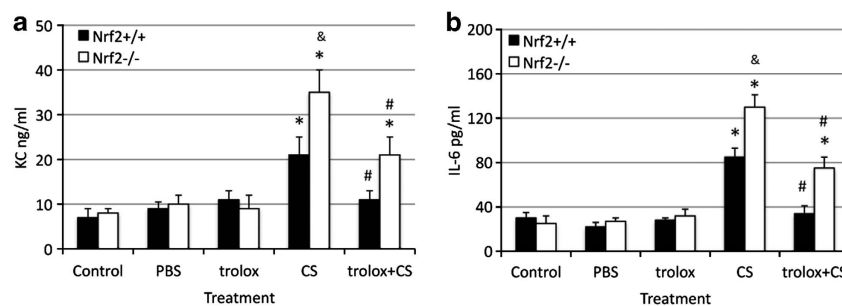 a
Nrf2+/+
Nrf2-/-
KC ng/ml
50
40
30
20
10
0
&
*
*
#
*
#
Control PBS trolox CS trolox+CS
Treatment
b
Nrf2+/+
Nrf2-/-
IL-6 pg/ml
200
160
120
80
40
0
&
*
*
#
*
#
Control PBS trolox CS trolox+CS
Treatment